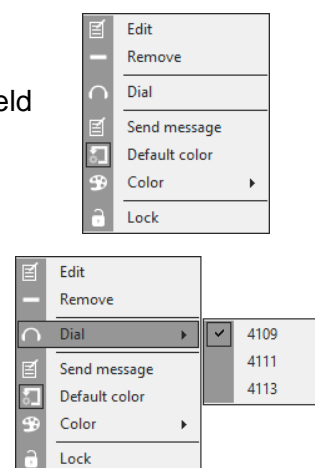 Edit
Remove
eld
Dial
Send message
Default color
Color
Lock
Edit
Remove
Dial 4109
4111
Send message
4113
Default color
Color
Lock